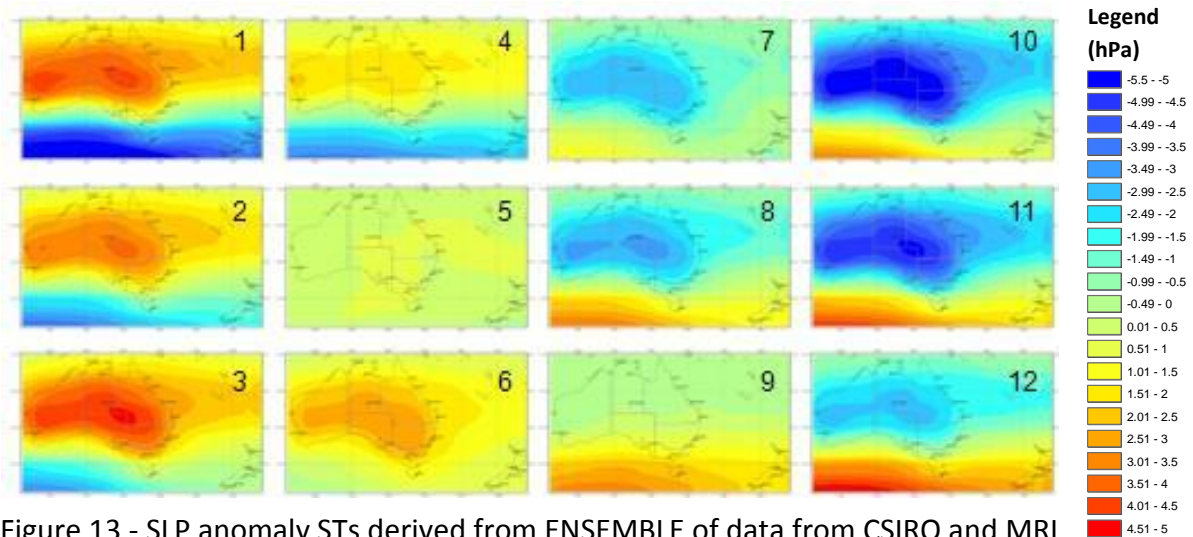 Legend
(hPa)
1
4
7
10
2
5
8
11
3
6
9
12
-5.5 - -5
-4.99 - -4.5
-4.49 - -4
-3.99 - -3.5
-3.49 - -3
-2.99 - -2.5
-2.49 - -2
-1.99 - -1.5
-1.49 - -1
-0.99 - -0.5
-0.49 - 0
0.01 - 0.5
0.51 - 1
1.01 - 1.5
1.51 - 2
2.01 - 2.5
2.51 - 3
3.01 - 3.5
3.51 - 4
4.01 - 4.5
4.51 - 5
Figure 13 - SLP anomaly STs derived from ENSEMBLE of data from CSIRO and MRI